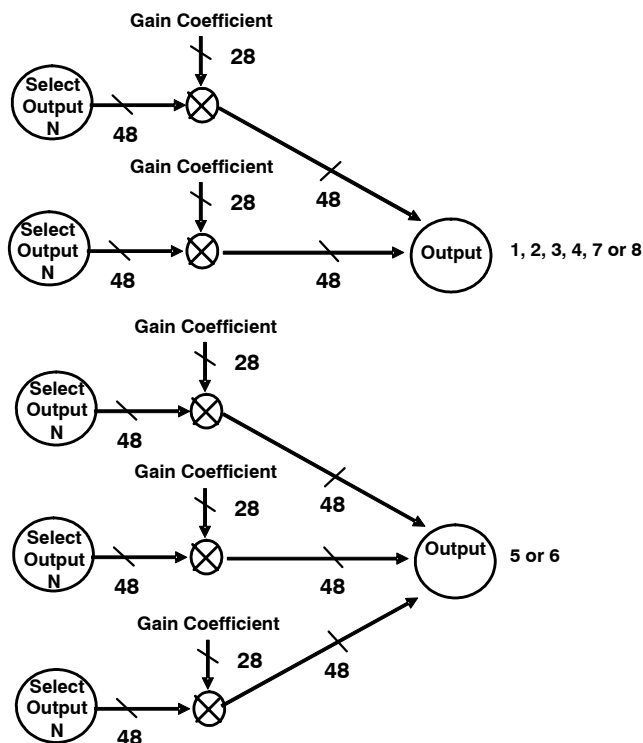 Gain Coefficient
28
Select
Output
N
48
48
Gain Coefficient
28
Select
Output
N
48
48
Output
1, 2, 3, 4, 7 or 8
Gain Coefficient
28
Select
Output
N
48
48
Gain Coefficient
28
Select
Output
N
48
48
Output
5 or 6
Gain Coefficient
28
48
Select
Output
N
48